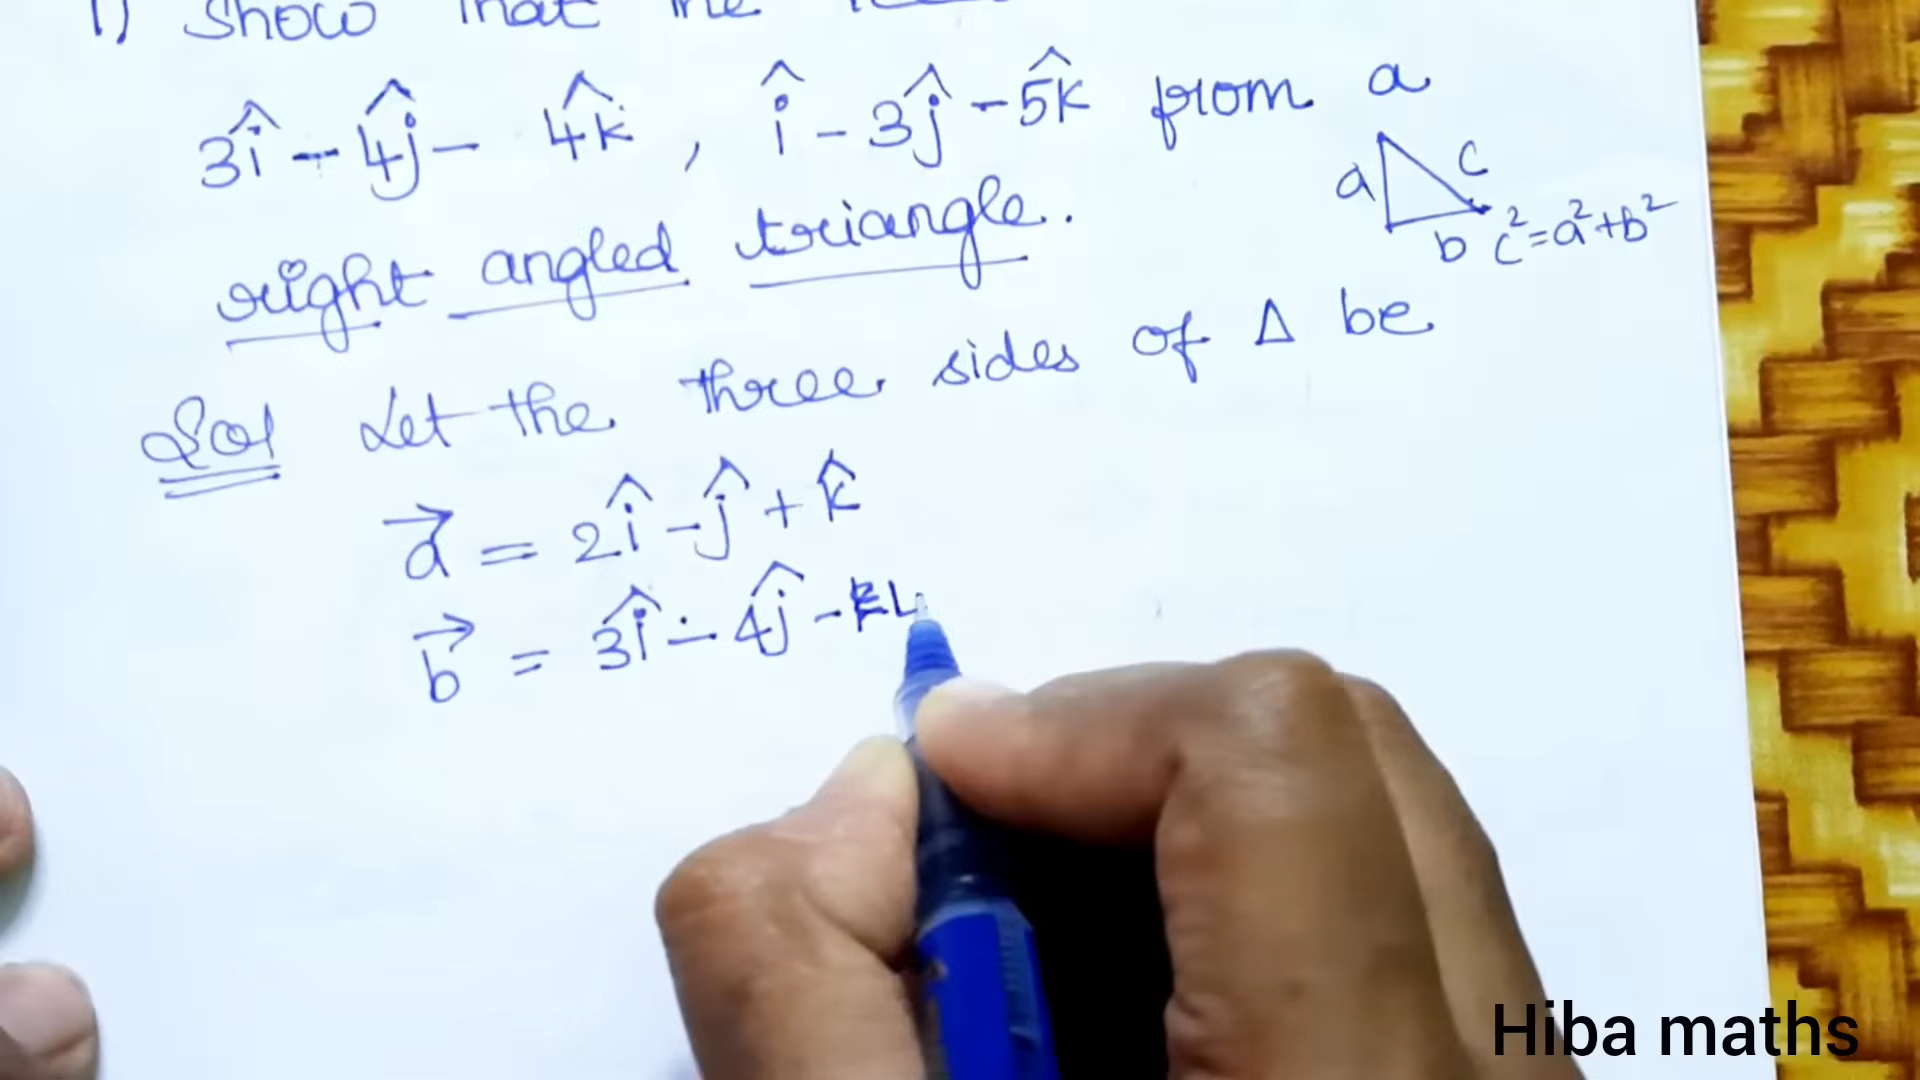 1) Show that the
3î - 4ĵ - 4k̂, î - 3ĵ - 5k̂ from a
right angled triangle.
a c
b c²=a²+b²
Sol Let the three sides of Δ be
a⃗ = 2î - ĵ + k̂
b⃗ = 3î - 4ĵ - 4
Hiba maths